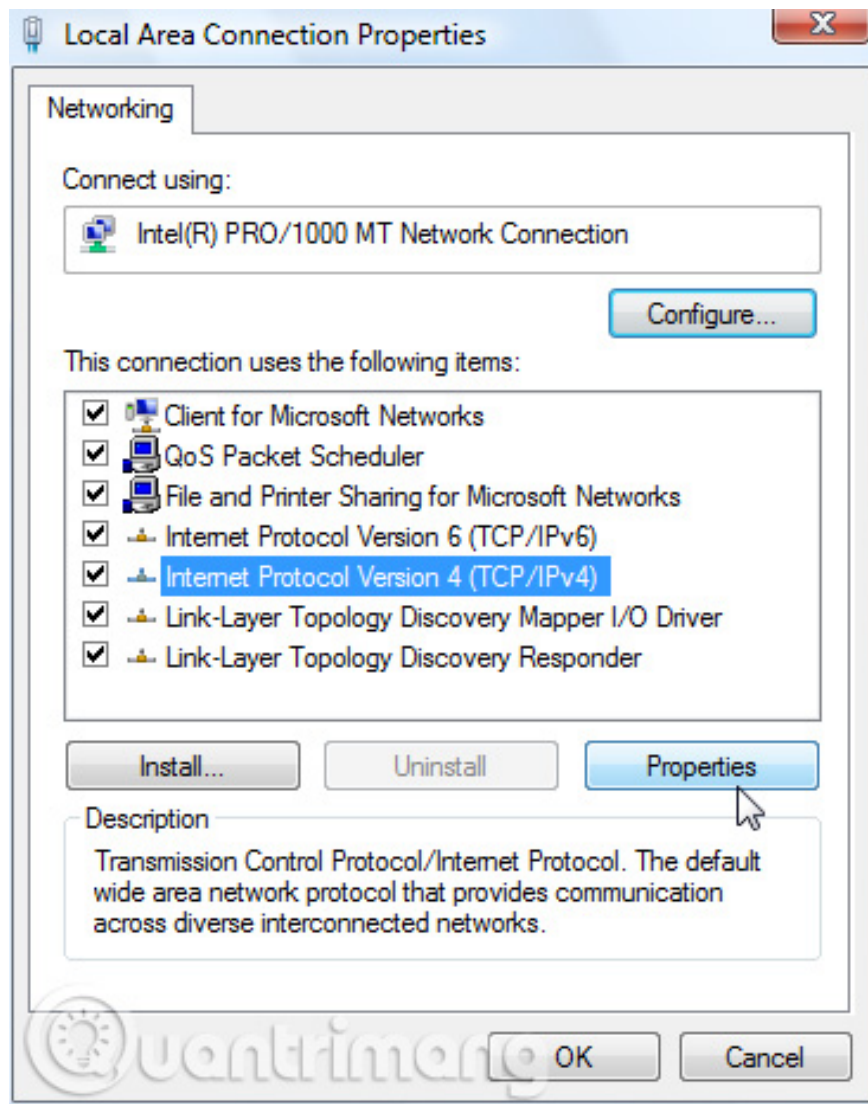 Local Area Connection Properties
Networking
Connect using:
Intel(R) PRO/1000 MT Network Connection
Configure...
This connection uses the following items:
Client for Microsoft Networks
QoS Packet Scheduler
File and Printer Sharing for Microsoft Networks
Internet Protocol Version 6 (TCP/IPv6)
Internet Protocol Version 4 (TCP/IPv4)
Link-Layer Topology Discovery Mapper I/O Driver
Link-Layer Topology Discovery Responder
Install... Uninstall Properties
Description
Transmission Control Protocol/Internet Protocol. The default
wide area network protocol that provides communication
across diverse interconnected networks.
Quantrimang OK Cancel